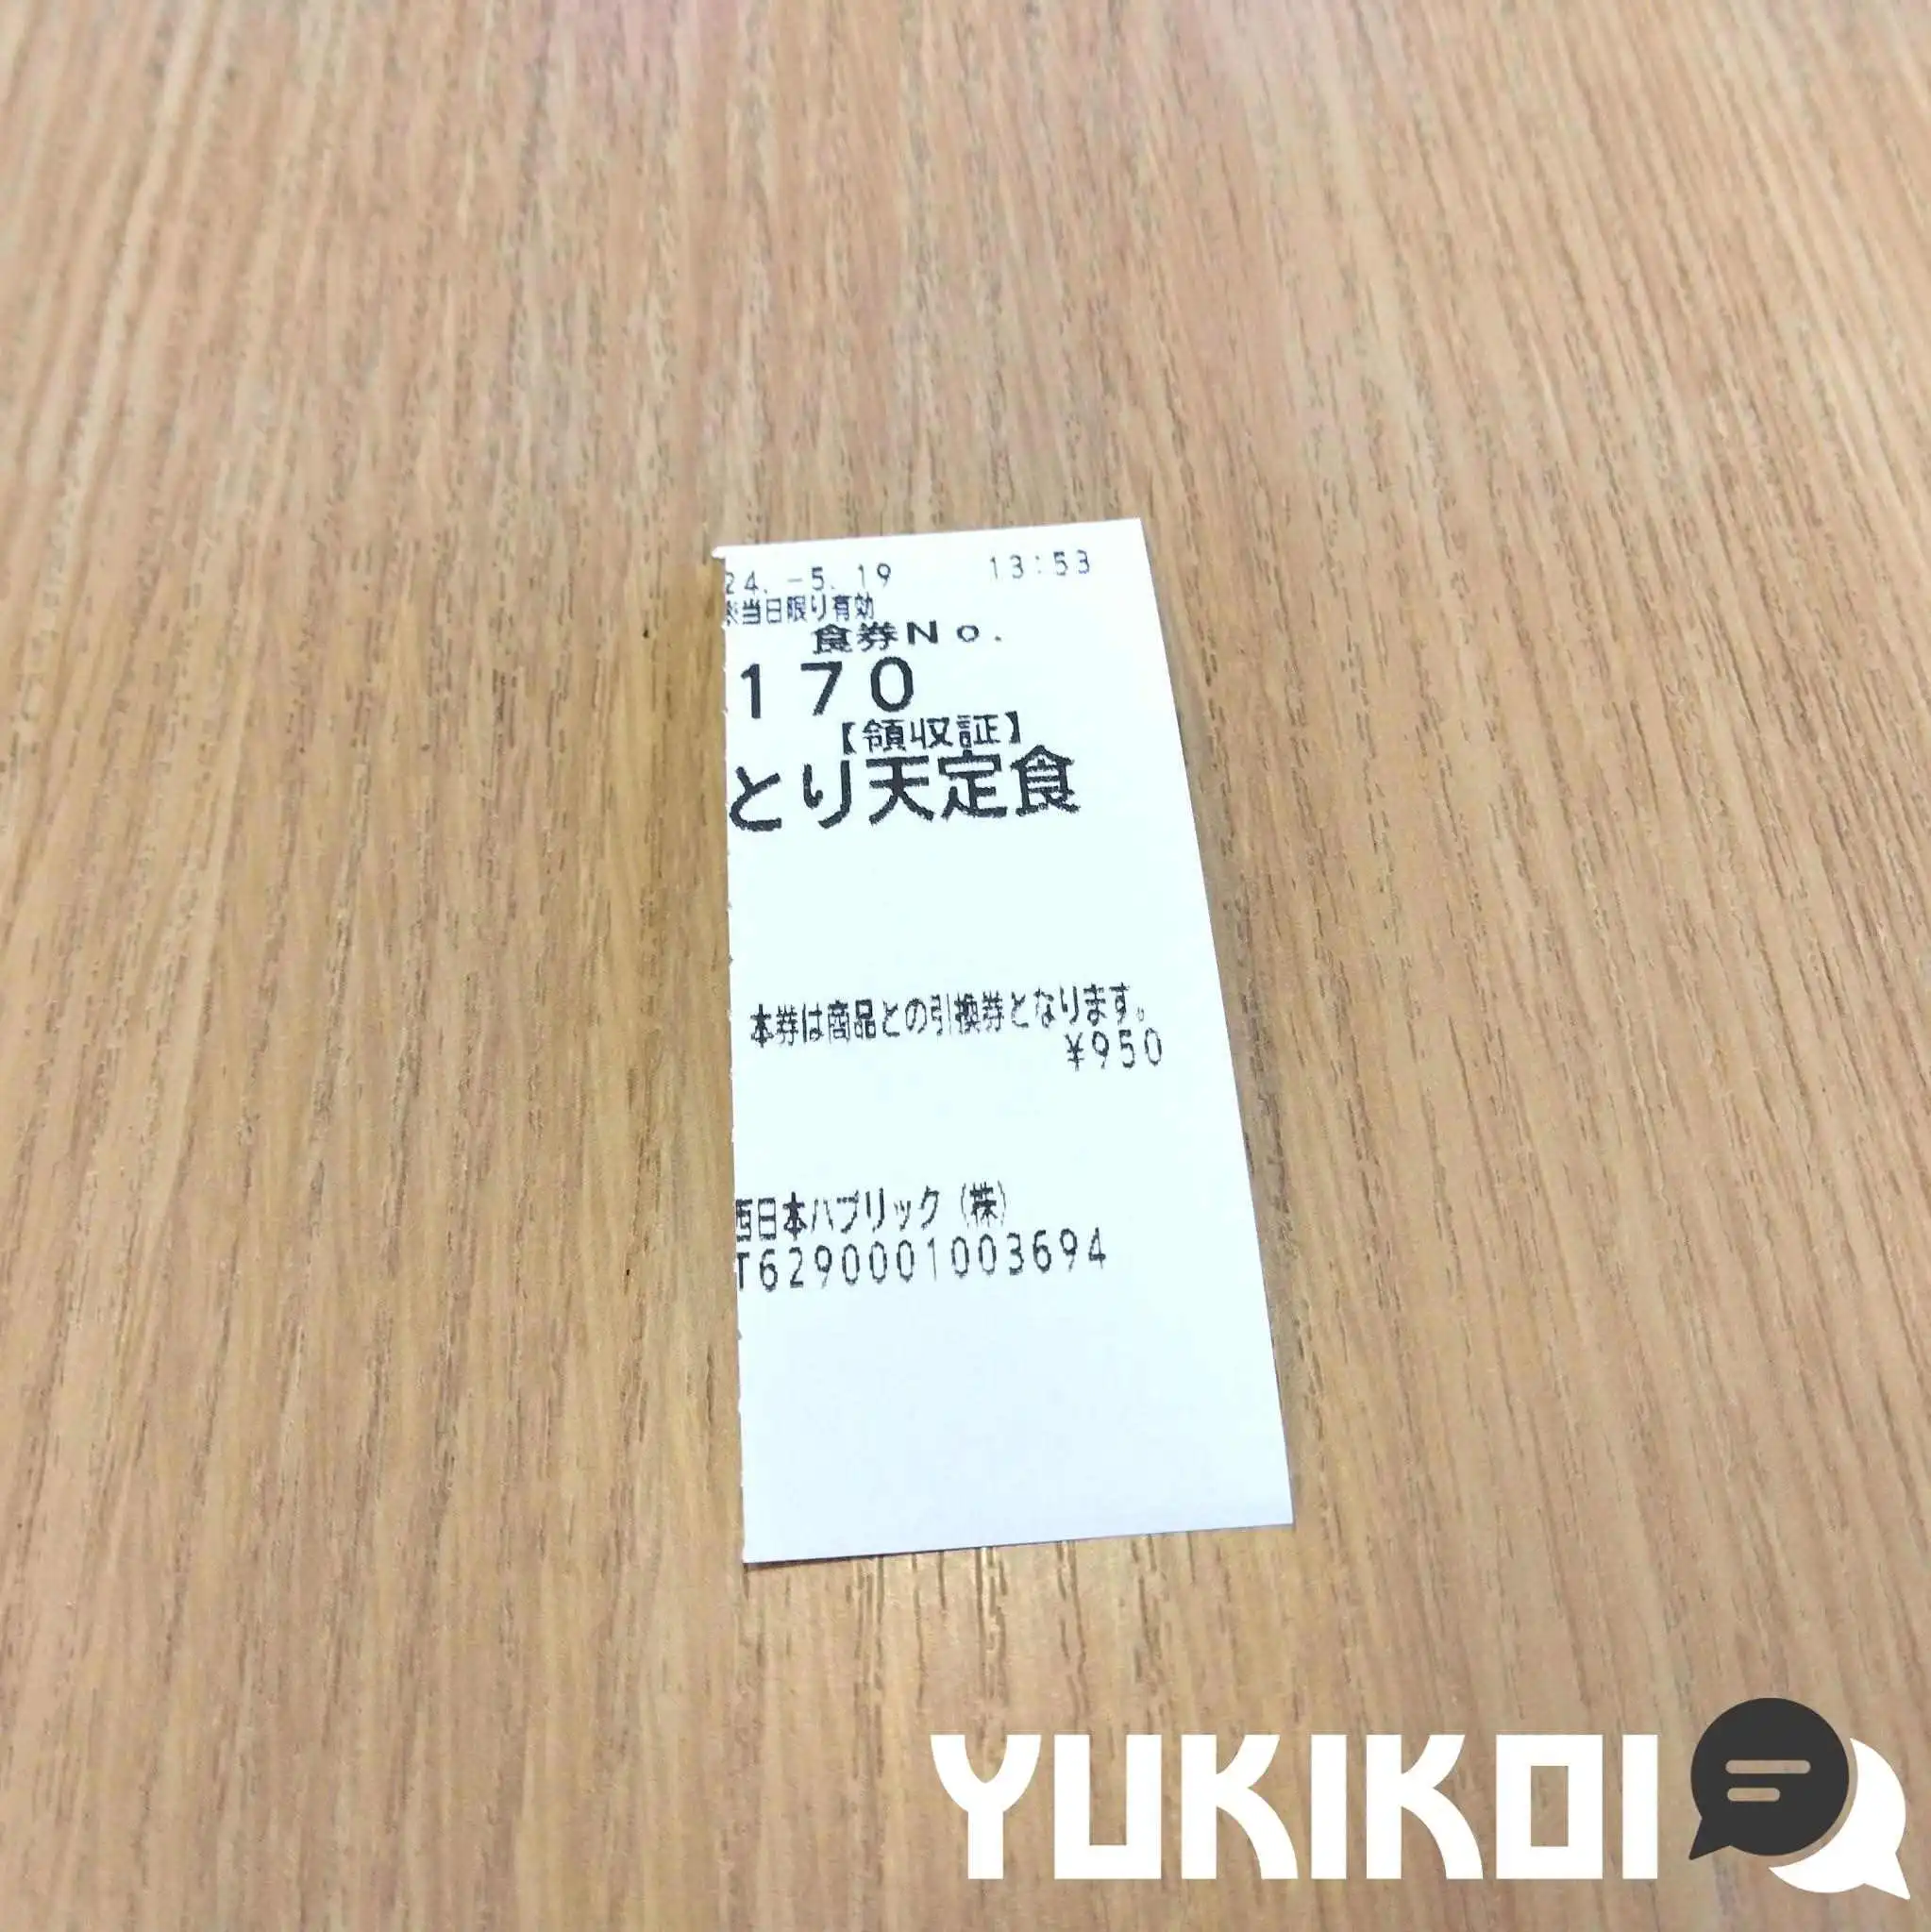 24.-5.19 13:53
※当日限り有効
食券No.
170
【領収証】
とり天定食
本券は商品との引換券となります。
¥950
西日本ハブリック(株)
T6290001003694
YUKIKOI